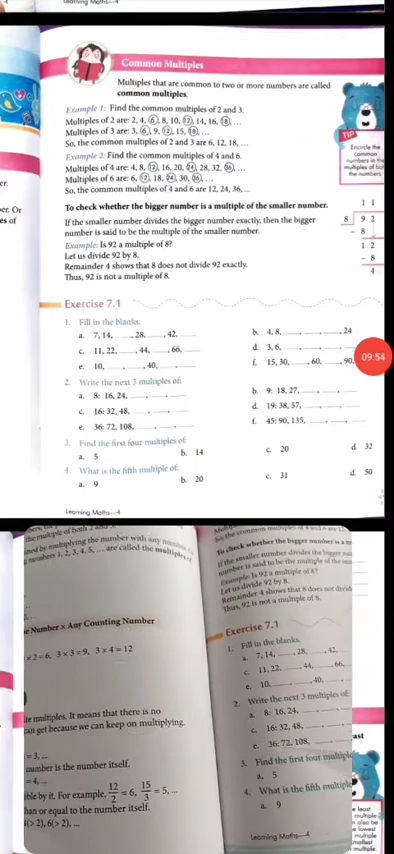 Learning Maths—4
Common Multiples
Multiples that are common to two or more numbers are called
common multiples.
Example 1: Find the common multiples of 2 and 3.
Multiples of 2 are: 2, 4, 6, 8, 10, 12, 14, 16, 18, ...
Multiples of 3 are: 3, 6, 9, 12, 15, 18, ...
So, the common multiples of 2 and 3 are 6, 12, 18, ...
Example 2: Find the common multiples of 4 and 6.
Multiples of 4 are: 4, 8, 12, 16, 20, 24, 28, 32, 36, ...
Multiples of 6 are: 6, 12, 18, 24, 30, 36, ...
So, the common multiples of 4 and 6 are 12, 24, 36, ...
TIP
Encircle the
common
numbers in the
multiples of
the numbers.
er.
er. Or
es of
To check whether the bigger number is a multiple of the smaller number.
If the smaller number divides the bigger number exactly, then the bigger
number is said to be the multiple of the smaller number.
Example: Is 92 a multiple of 8?
Let us divide 92 by 8.
Remainder 4 shows that 8 does not divide 92 exactly.
Thus, 92 is not a multiple of 8.
1 1
8 9 2
- 8
1 2
- 8
4
Exercise 7.1
1. Fill in the blanks.
a. 7, 14, ____, 28, ____, 42, ____
b. 4, 8, ____, ____, ____, 24
c. 11, 22, ____, 44, ____, 66, ____
d. 3, 6, ____, ____, ____, ____
e. 10, ____, ____, 40, ____, ____
f. 15, 30, ____, 60, ____, 90,
09:54
2. Write the next 3 multiples of:
a. 8: 16, 24, ____, ____, ____
b. 9: 18, 27, ____, ____, ____
c. 16: 32, 48, ____, ____, ____
d. 19: 38, 57, ____, ____, ____
e. 36: 72, 108, ____, ____, ____
f. 45: 90, 135, ____, ____, ____
3. Find the first four multiples of:
a. 5 b. 14 c. 20 d. 32
4. What is the fifth multiple of:
a. 9 b. 20 c. 31 d. 50
Learning Maths—4
the multiple of both 2 and
ned by multiplying the number with any
numbers 1, 2, 3, 4, 5, ... are called the multiples
Number × Any Counting Number
× 2 = 6, 3 × 3 = 9, 3 × 4 = 12
multiples. It means that there is no
can get because we can keep on multiplying.
= 3, ...
number is the number itself.
= 4, ...
ible by it. For example, 12/2 = 6, 15/3 = 5, ...
han or equal to the number itself.
(> 2), 6(> 2), ...
So, the common multiples of 4 and 6 are 12,
To check whether the bigger number is a
If the smaller number divides the bigger
number is said to be the multiple of the
Example: Is 92 a multiple of 8?
Let us divide 92 by 8.
Remainder 4 shows that 8 does not
Thus, 92 is not a multiple of 8.
Exercise 7.1
1. Fill in the blanks.
a. 7, 14, ____, 28, ____, 42,
c. 11, 22, ____, 44, ____, 66,
e. 10, ____, ____, 40, ____
2. Write the next 3 multiples of:
a. 8: 16, 24, ____, ____
c. 16: 32, 48, ____, ____
e. 36: 72, 108, ____
3. Find the first four multiple
a. 5
4. What is the fifth multiple
a. 9
Learning Maths—4
ast
least
multiple
also be
lowest
multiple
smallest
multiple.